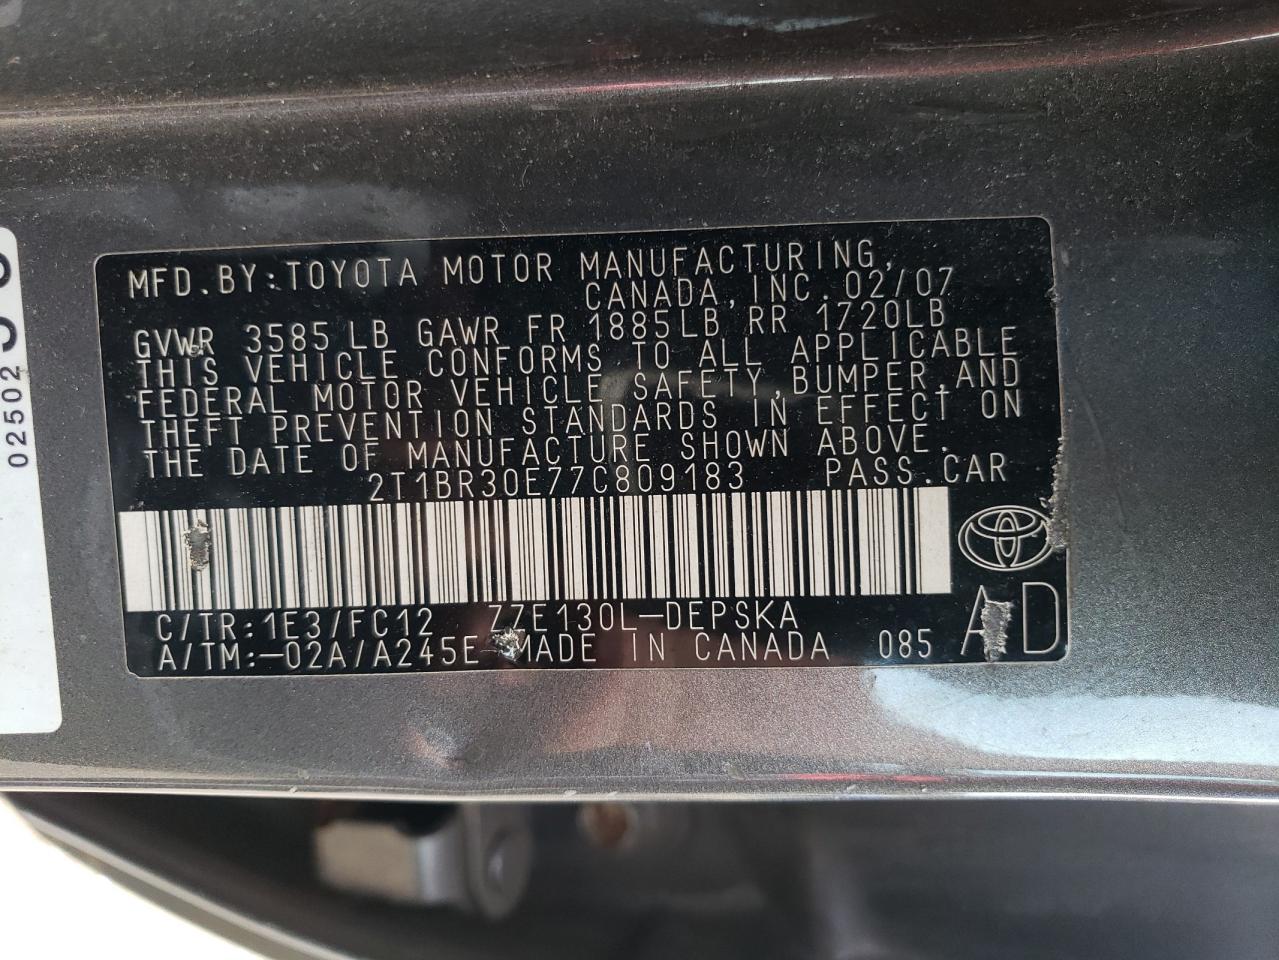 MFD.BY:TOYOTA MOTOR MANUFACTURING,
CANADA,INC.02/07
GVWR 3585LB GAWR FR 1885LB RR 1720LB
THIS VEHICLE CONFORMS TO ALL APPLICABLE
FEDERAL MOTOR VEHICLE SAFETY,BUMPER,AND
THEFT PREVENTION STANDARDS IN EFFECT ON
THE DATE OF MANUFACTURE SHOWN ABOVE.
2T1BR30E77C809183 PASS.CAR
C/TR:1E3/FC12 ZZE130L-DEPSKA
A/TM:-02A/A245E MADE IN CANADA 085 AD
02502